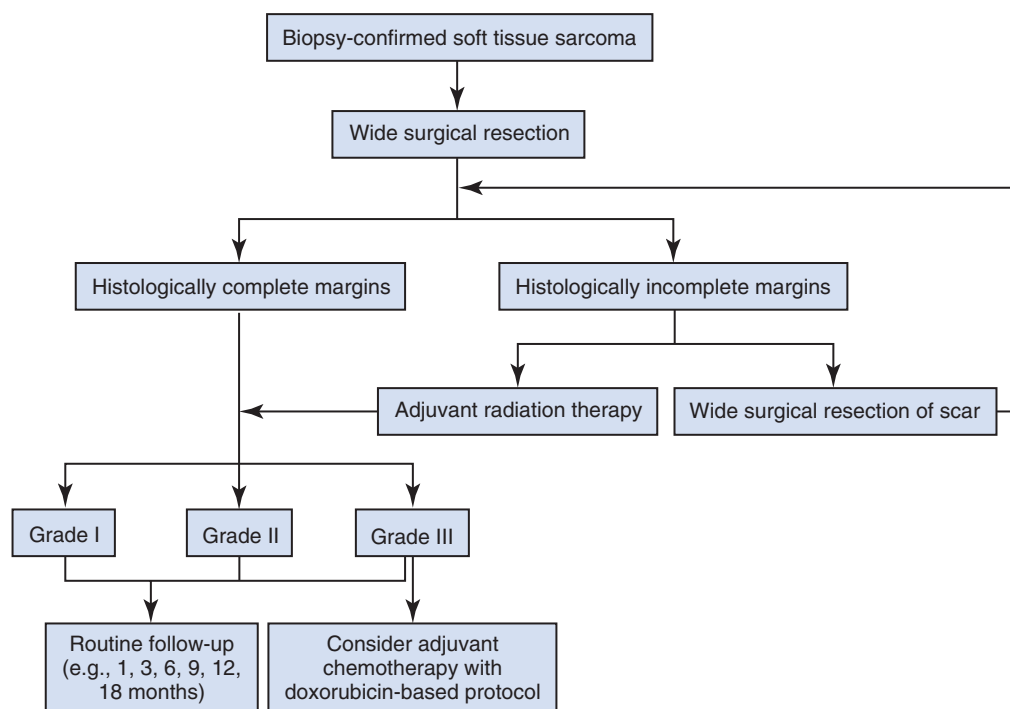 Biopsy-confirmed soft tissue sarcoma
Wide surgical resection
Histologically complete margins
Histologically incomplete margins
Adjuvant radiation therapy
Wide surgical resection of scar
Grade I
Grade II
Grade III
Routine follow-up
(e.g., 1, 3, 6, 9, 12,
18 months)
Consider adjuvant
chemotherapy with
doxorubicin-based protocol